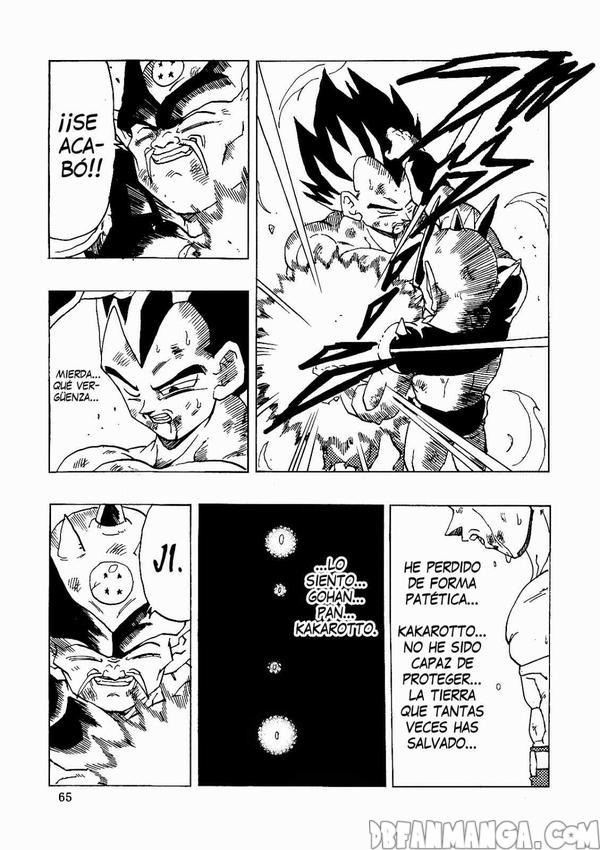 ¡¡SE
ACA-
BÓ!!
MIERDA...
QUÉ VER-
GÜENZA...
HE PERDIDO
DE FORMA
PATÉTICA...
KAKAROTTO...
NO HE SIDO
CAPAZ DE
PROTEGER...
LA TIERRA
QUE TANTAS
VECES HAS
SALVADO...
...LO
SIENTO...
GOHAN,
PAN...
KAKAROTTO.
JI.
65
DBFANMANGA.COM